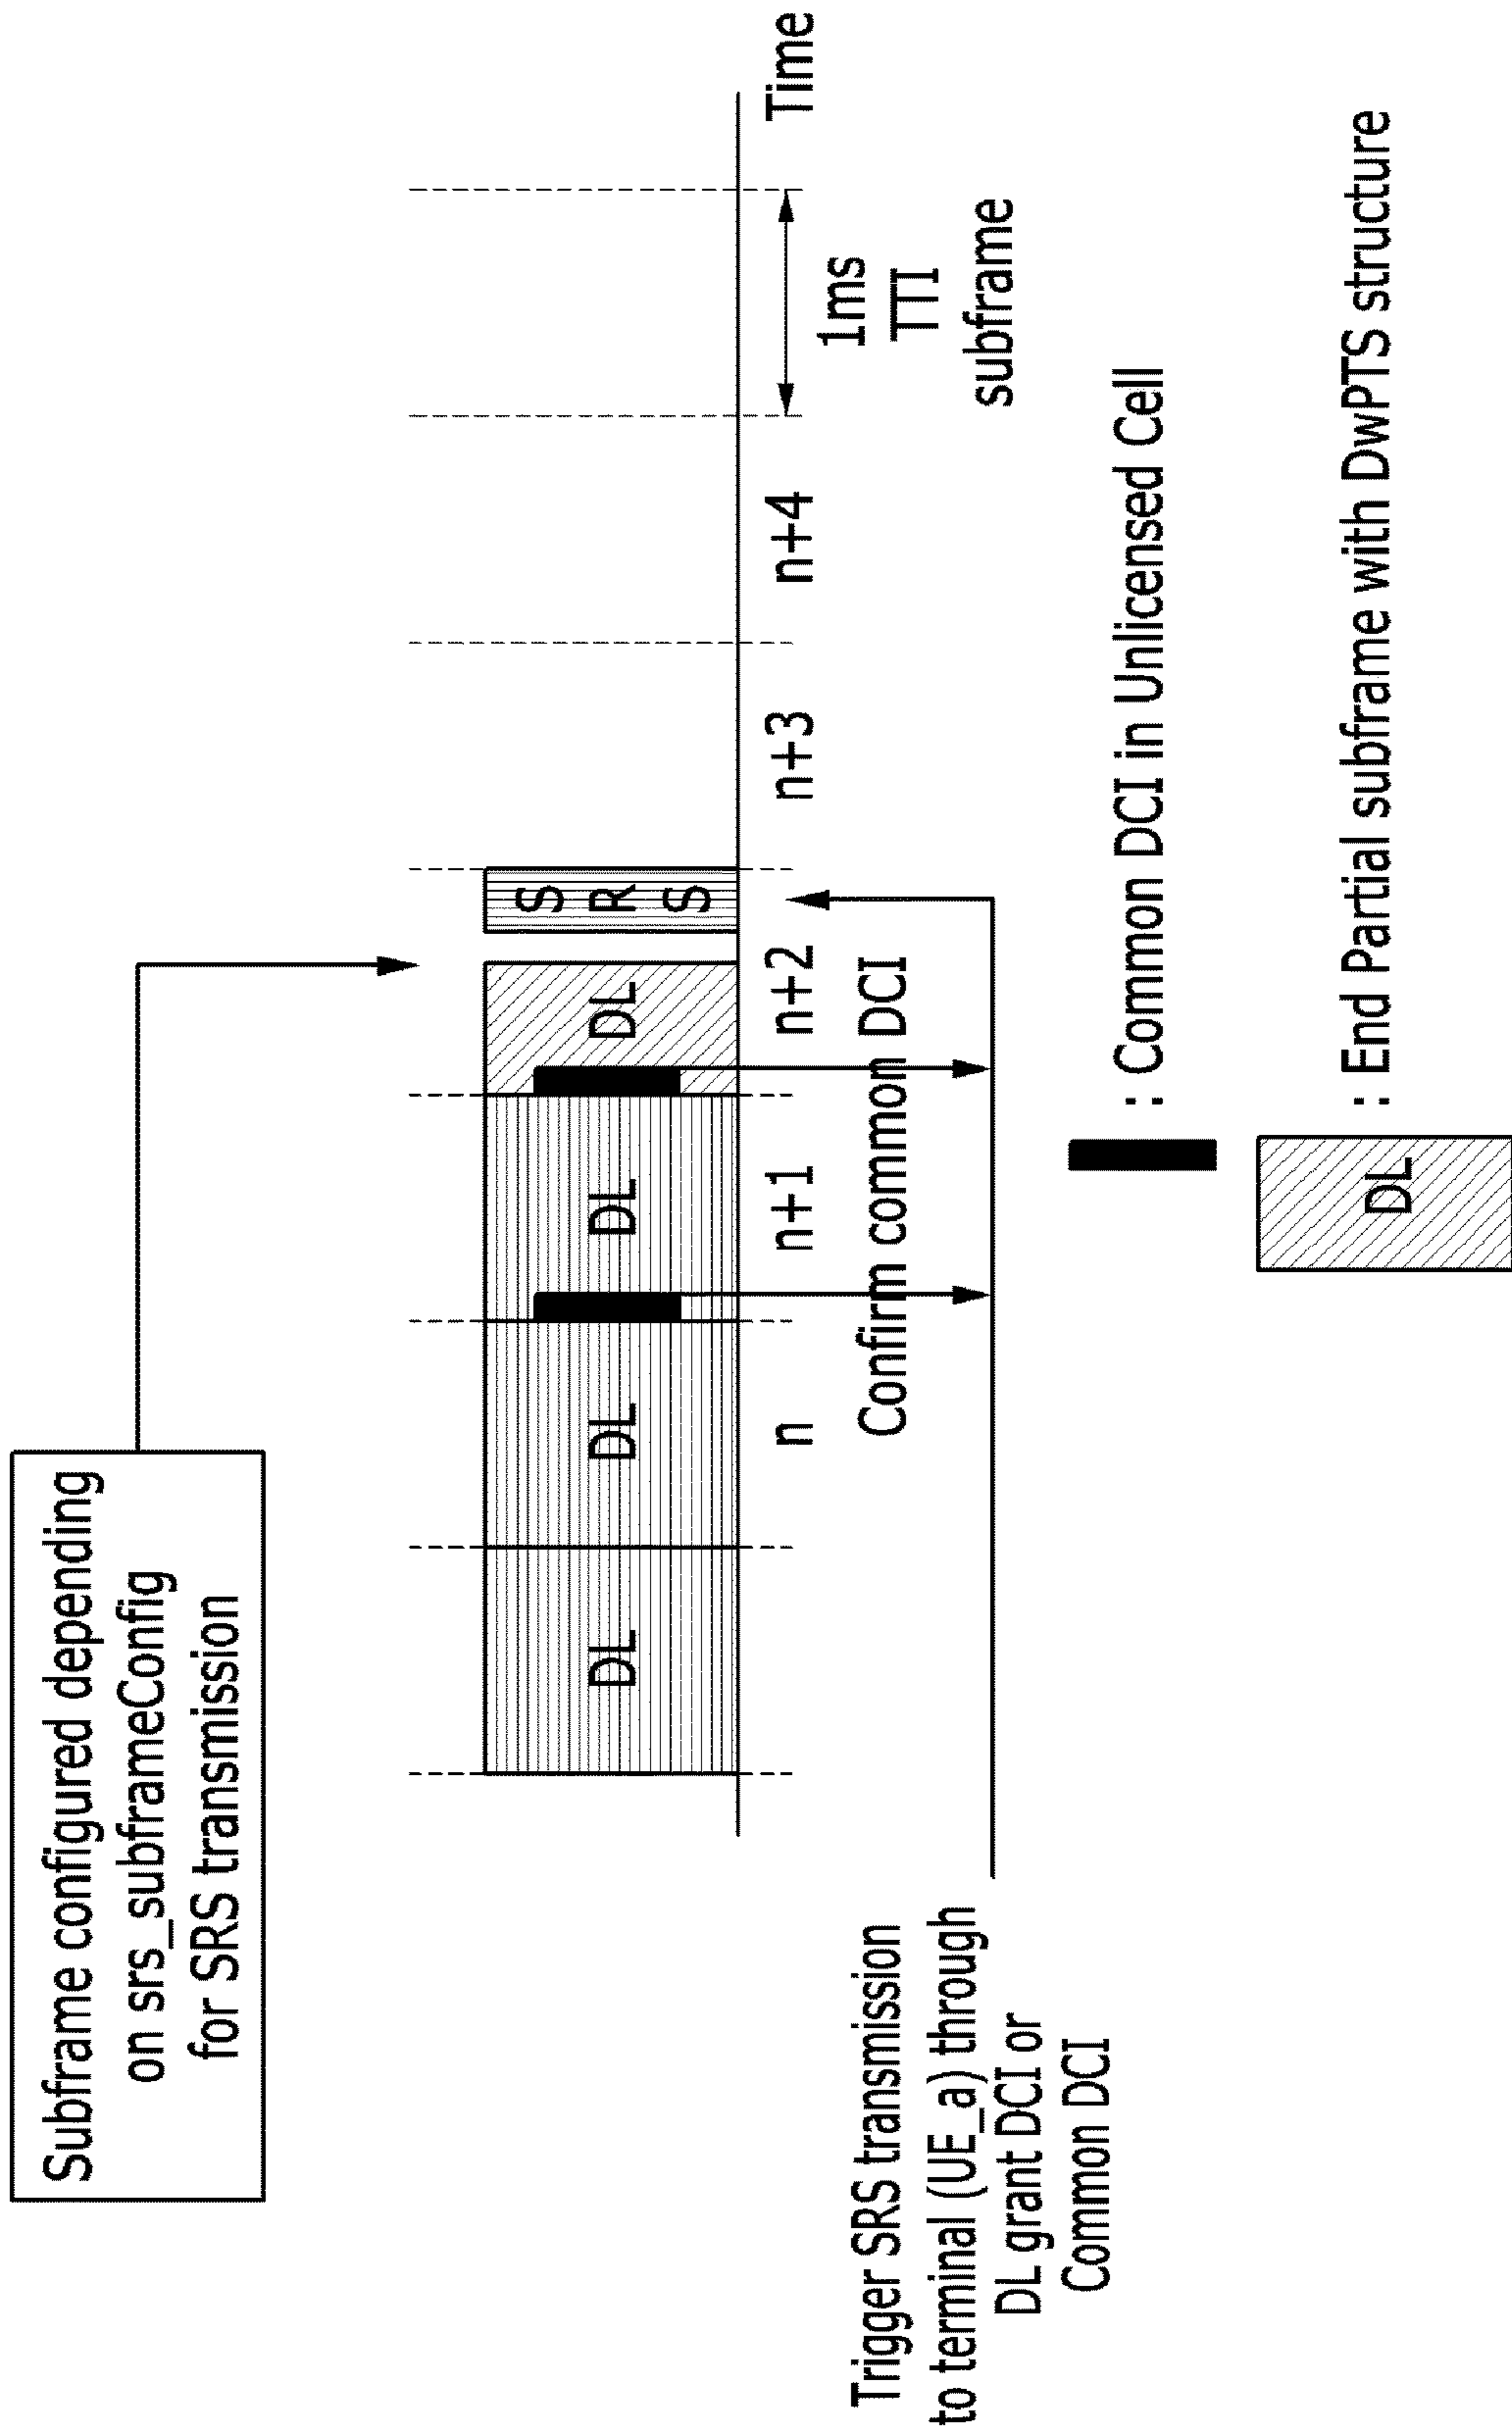 Subframe configured depending
on srs_subframeConfig
for SRS transmission
DL
DL
DL
DL
S
R
S
n
n+1
n+2
n+3
n+4
Time
1ms
TTI
subframe
Confirm common DCI
Trigger SRS transmission
to terminal (UE_a) through
DL grant DCI or
Common DCI
: Common DCI in Unlicensed Cell
DL
: End Partial subframe with DwPTS structure